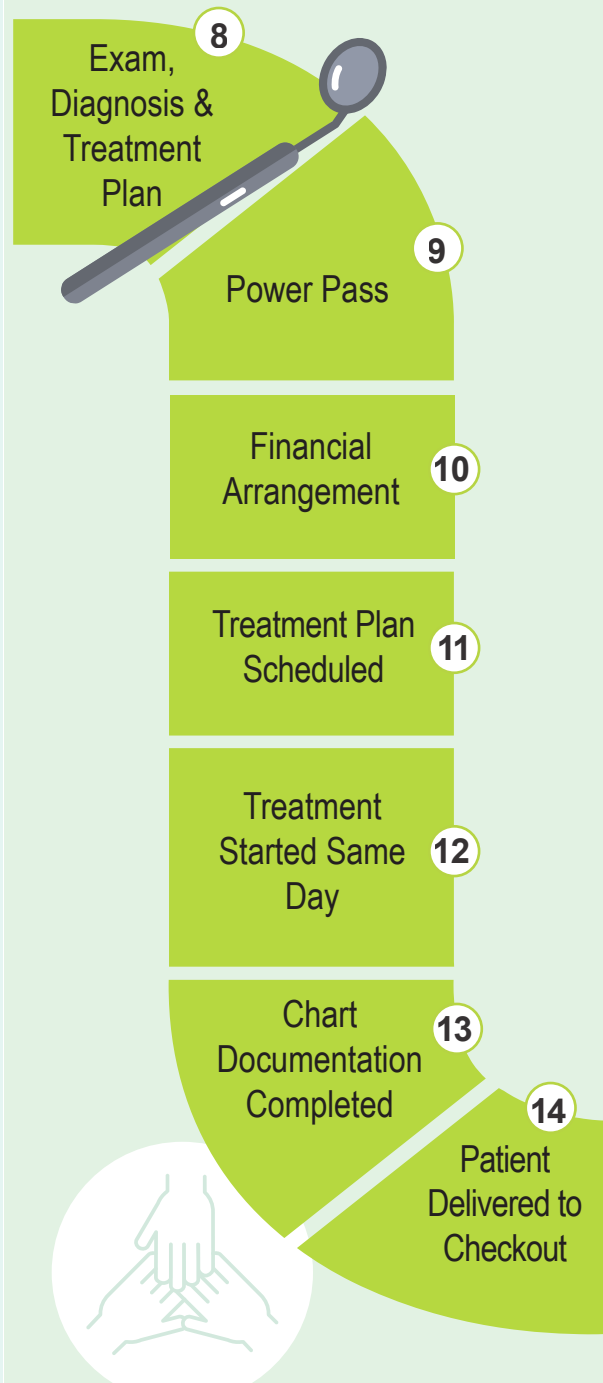 8
Exam,
Diagnosis &
Treatment
Plan
9
Power Pass
10
Financial
Arrangement
11
Treatment Plan
Scheduled
12
Treatment
Started Same
Day
13
Chart
Documentation
Completed
14
Patient
Delivered to
Checkout